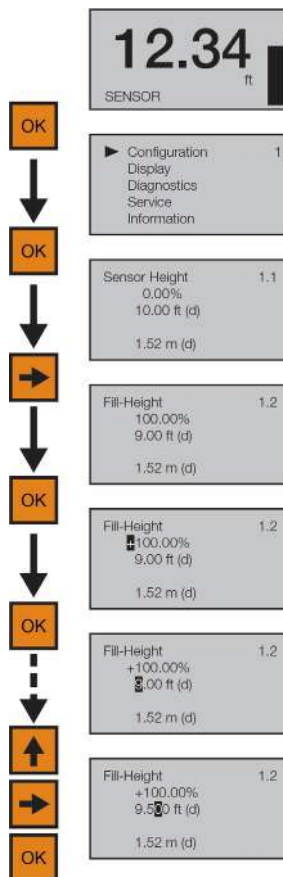 12.34
ft
SENSOR
OK
Configuration 1
Display
Diagnostics
Service
Information
OK
Sensor Height 1.1
0.00%
10.00 ft (d)
1.52 m (d)
Fill-Height 1.2
100.00%
9.00 ft (d)
1.52 m (d)
OK
Fill-Height 1.2
+100.00%
9.00 ft (d)
1.52 m (d)
OK
Fill-Height 1.2
+100.00%
9.00 ft (d)
1.52 m (d)
Fill-Height 1.2
+100.00%
9.500 ft (d)
1.52 m (d)
OK